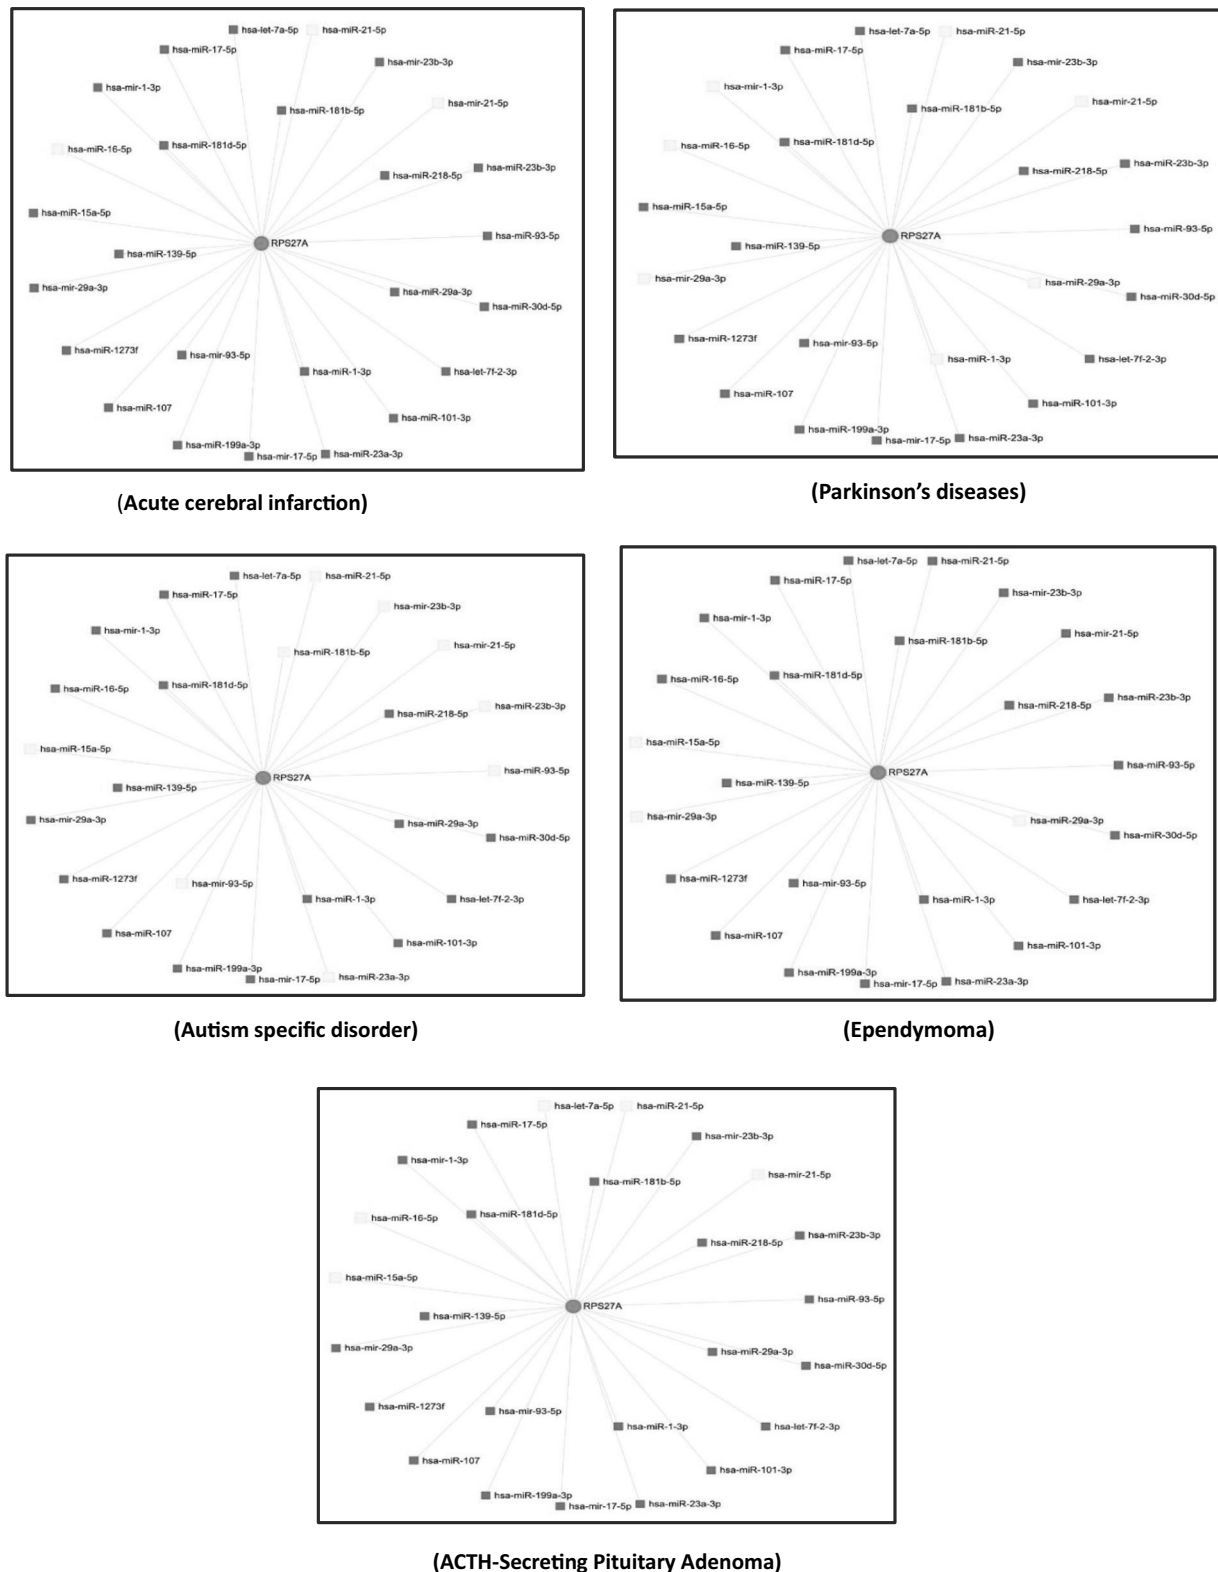 hsa-let-7a-5p
hsa-miR-21-5p
hsa-miR-17-5p
hsa-mir-23b-3p
hsa-mir-1-3p
hsa-mir-21-5p
hsa-miR-181b-5p
hsa-miR-16-5p
hsa-miR-181d-5p
hsa-miR-23b-3p
hsa-miR-218-5p
hsa-miR-15a-5p
hsa-miR-93-5p
RPS27A
hsa-miR-139-5p
hsa-mir-29a-3p
hsa-miR-29a-3p
hsa-miR-30d-5p
hsa-miR-1273f
hsa-mir-93-5p
hsa-miR-1-3p
hsa-let-7f-2-3p
hsa-miR-107
hsa-miR-101-3p
hsa-miR-199a-3p
hsa-mir-17-5p
hsa-miR-23a-3p
(Acute cerebral infarction)
hsa-let-7a-5p
hsa-miR-21-5p
hsa-miR-17-5p
hsa-mir-23b-3p
hsa-mir-1-3p
hsa-mir-21-5p
hsa-miR-181b-5p
hsa-miR-16-5p
hsa-miR-181d-5p
hsa-miR-23b-3p
hsa-miR-218-5p
hsa-miR-15a-5p
hsa-miR-93-5p
RPS27A
hsa-miR-139-5p
hsa-mir-29a-3p
hsa-miR-29a-3p
hsa-miR-30d-5p
hsa-miR-1273f
hsa-mir-93-5p
hsa-miR-1-3p
hsa-let-7f-2-3p
hsa-miR-107
hsa-miR-101-3p
hsa-miR-199a-3p
hsa-mir-17-5p
hsa-miR-23a-3p
(Parkinson’s diseases)
hsa-let-7a-5p
hsa-miR-21-5p
hsa-miR-17-5p
hsa-mir-23b-3p
hsa-mir-1-3p
hsa-mir-21-5p
hsa-miR-181b-5p
hsa-miR-16-5p
hsa-miR-181d-5p
hsa-miR-23b-3p
hsa-miR-218-5p
hsa-miR-15a-5p
hsa-miR-93-5p
RPS27A
hsa-miR-139-5p
hsa-mir-29a-3p
hsa-miR-29a-3p
hsa-miR-30d-5p
hsa-miR-1273f
hsa-mir-93-5p
hsa-miR-1-3p
hsa-let-7f-2-3p
hsa-miR-107
hsa-miR-101-3p
hsa-miR-199a-3p
hsa-mir-17-5p
hsa-miR-23a-3p
(Autism specific disorder)
hsa-let-7a-5p
hsa-miR-21-5p
hsa-miR-17-5p
hsa-mir-23b-3p
hsa-mir-1-3p
hsa-mir-21-5p
hsa-miR-181b-5p
hsa-miR-16-5p
hsa-miR-181d-5p
hsa-miR-23b-3p
hsa-miR-218-5p
hsa-miR-15a-5p
hsa-miR-93-5p
RPS27A
hsa-miR-139-5p
hsa-mir-29a-3p
hsa-miR-29a-3p
hsa-miR-30d-5p
hsa-miR-1273f
hsa-mir-93-5p
hsa-miR-1-3p
hsa-let-7f-2-3p
hsa-miR-107
hsa-miR-101-3p
hsa-miR-199a-3p
hsa-mir-17-5p
hsa-miR-23a-3p
(Ependymoma)
hsa-let-7a-5p
hsa-miR-21-5p
hsa-miR-17-5p
hsa-mir-23b-3p
hsa-mir-1-3p
hsa-mir-21-5p
hsa-miR-181b-5p
hsa-miR-16-5p
hsa-miR-181d-5p
hsa-miR-23b-3p
hsa-miR-218-5p
hsa-miR-15a-5p
hsa-miR-93-5p
RPS27A
hsa-miR-139-5p
hsa-mir-29a-3p
hsa-miR-29a-3p
hsa-miR-30d-5p
hsa-miR-1273f
hsa-mir-93-5p
hsa-miR-1-3p
hsa-let-7f-2-3p
hsa-miR-107
hsa-miR-101-3p
hsa-miR-199a-3p
hsa-mir-17-5p
hsa-miR-23a-3p
(ACTH-Secreting Pituitary Adenoma)